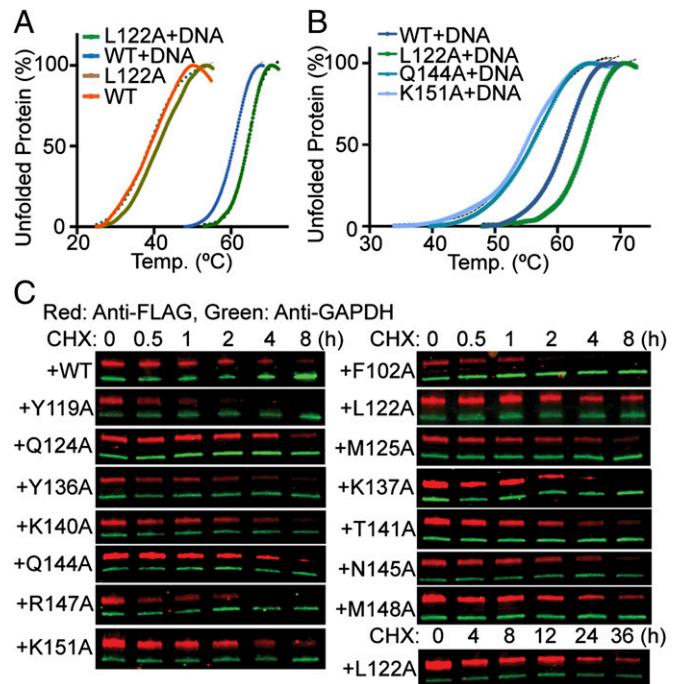 A
L122A+DNA
WT+DNA
L122A
WT
Unfolded Protein (%)
100
50
0
20 40 60
Temp. (ºC)
B
WT+DNA
L122A+DNA
Q144A+DNA
K151A+DNA
Unfolded Protein (%)
100
50
0
30 40 50 60 70
Temp. (ºC)
C
Red: Anti-FLAG, Green: Anti-GAPDH
CHX: 0 0.5 1 2 4 8 (h)
+WT
+Y119A
+Q124A
+Y136A
+K140A
+Q144A
+R147A
+K151A
CHX: 0 0.5 1 2 4 8 (h)
+F102A
+L122A
+M125A
+K137A
+T141A
+N145A
+M148A
CHX: 0 4 8 12 24 36 (h)
+L122A